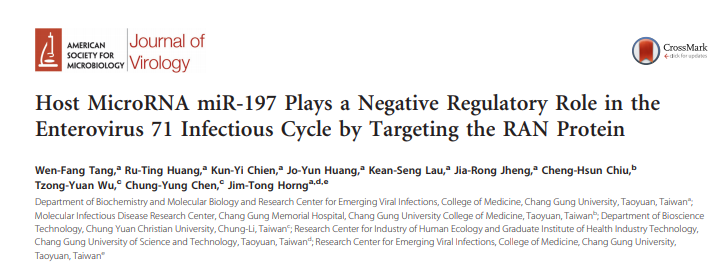 AMERICAN
SOCIETY FOR
MICROBIOLOGY
Journal of
Virology
CrossMark
click for updates
Host MicroRNA miR-197 Plays a Negative Regulatory Role in the
Enterovirus 71 Infectious Cycle by Targeting the RAN Protein
Wen-Fang Tang,a Ru-Ting Huang,a Kun-Yi Chien,a Jo-Yun Huang,a Kean-Seng Lau,a Jia-Rong Jheng,a Cheng-Hsun Chiu,b
Tzong-Yuan Wu,c Chung-Yung Chen,c Jim-Tong Hornga,d,e
Department of Biochemistry and Molecular Biology and Research Center for Emerging Viral Infections, College of Medicine, Chang Gung University, Taoyuan, Taiwana;
Molecular Infectious Disease Research Center, Chang Gung Memorial Hospital, Chang Gung University College of Medicine, Taoyuan, Taiwanb; Department of Bioscience
Technology, Chung Yuan Christian University, Chung-Li, Taiwanc; Research Center for Industry of Human Ecology and Graduate Institute of Health Industry Technology,
Chang Gung University of Science and Technology, Taoyuan, Taiwand; Research Center for Emerging Viral Infections, College of Medicine, Chang Gung University,
Taoyuan, Taiwane